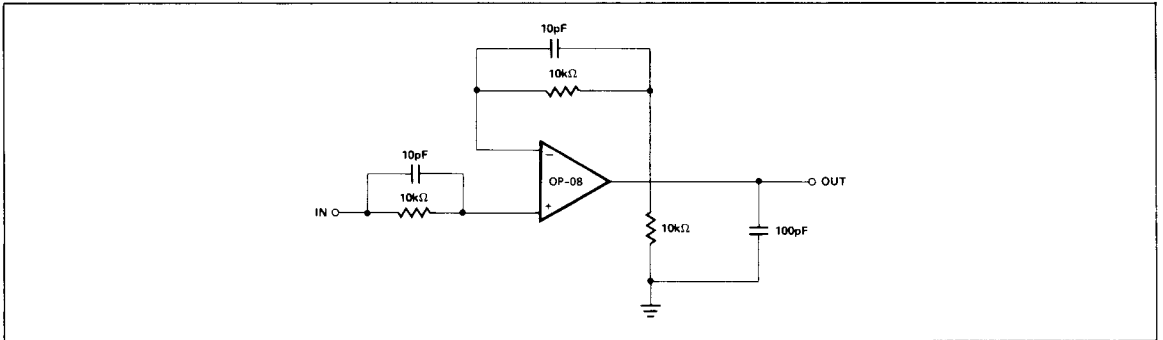 10pF
10kΩ
10pF
10kΩ
IN
−
OP-08
+
OUT
10kΩ
100pF